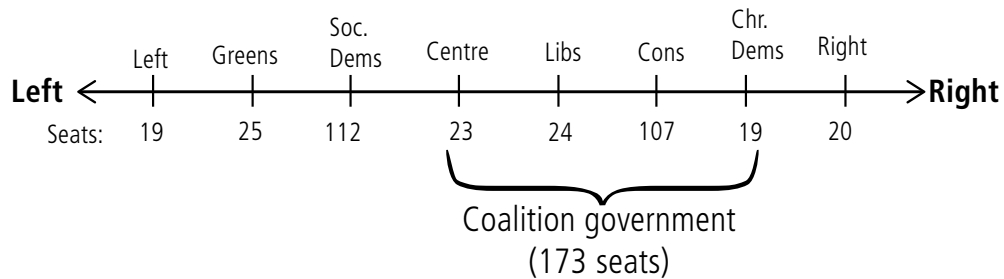 Left Greens Soc. Dems Centre Libs Cons Chr. Dems Right
Left Right
Seats: 19 25 112 23 24 107 19 20
Coalition government
(173 seats)